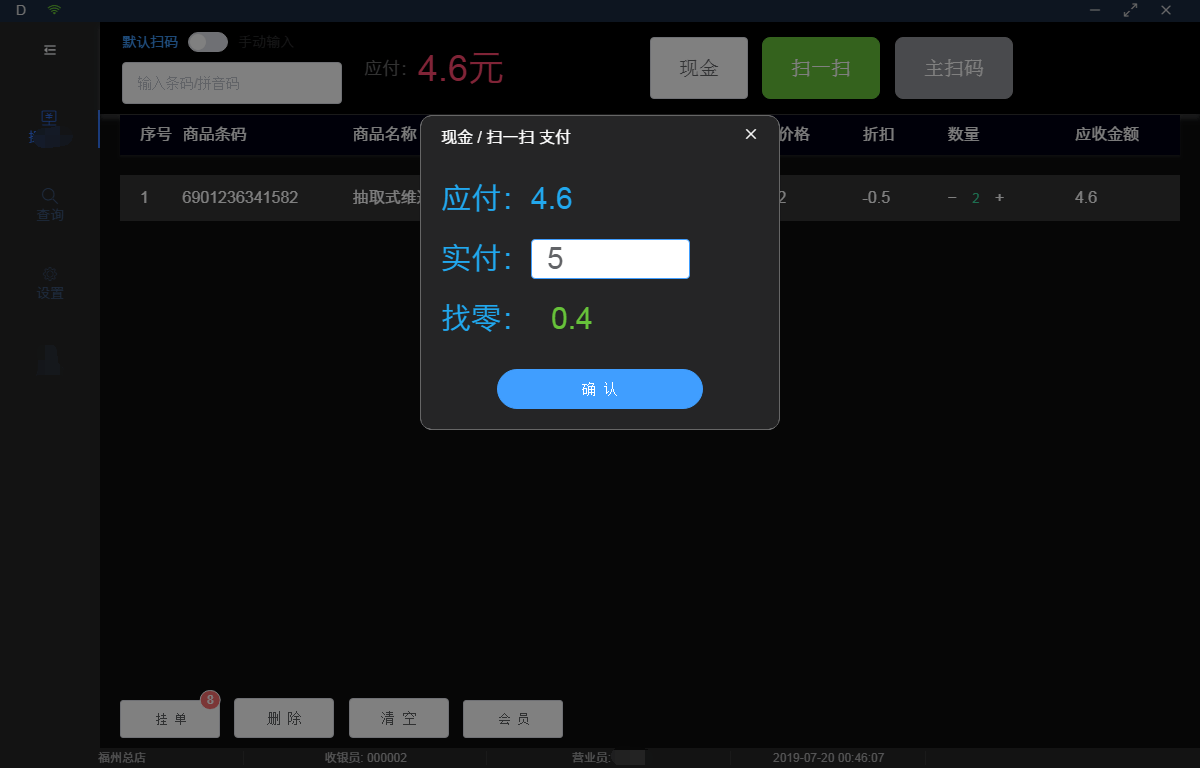 D
默认扫码 手动输入
输入条码/拼音码
应付: 4.6元
现金 扫一扫 主扫码
序号 商品条码 商品名称 价格 折扣 数量 应收金额
1 6901236341582 抽取式维 2 -0.5 − 2 + 4.6
查询
设置
现金 / 扫一扫 支付
应付: 4.6
实付: 5
找零: 0.4
确 认
挂 单 8 删 除 清 空 会 员
福州总店 收银员: 000002 营业员: 2019-07-20 00:46:07